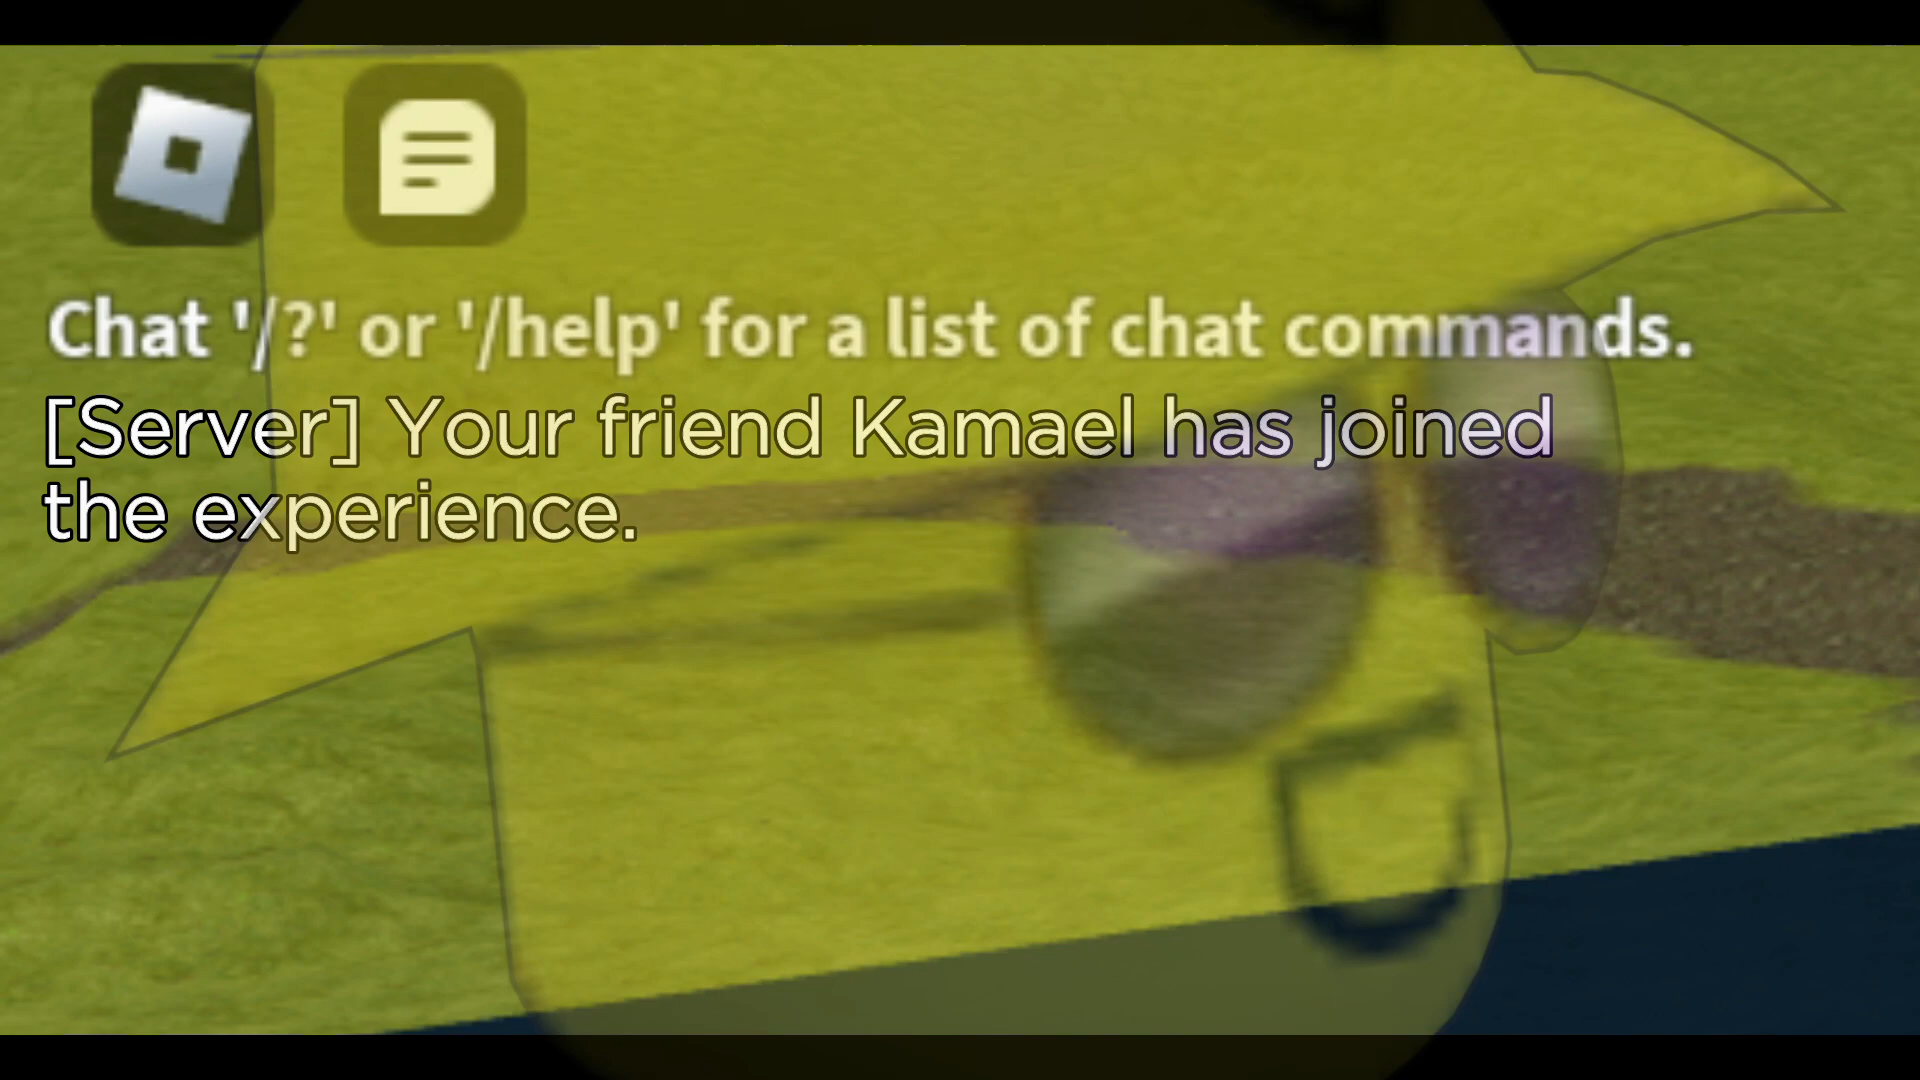 Chat '/?' or '/help' for a list of chat commands.
[Server] Your friend Kamael has joined
the experience.